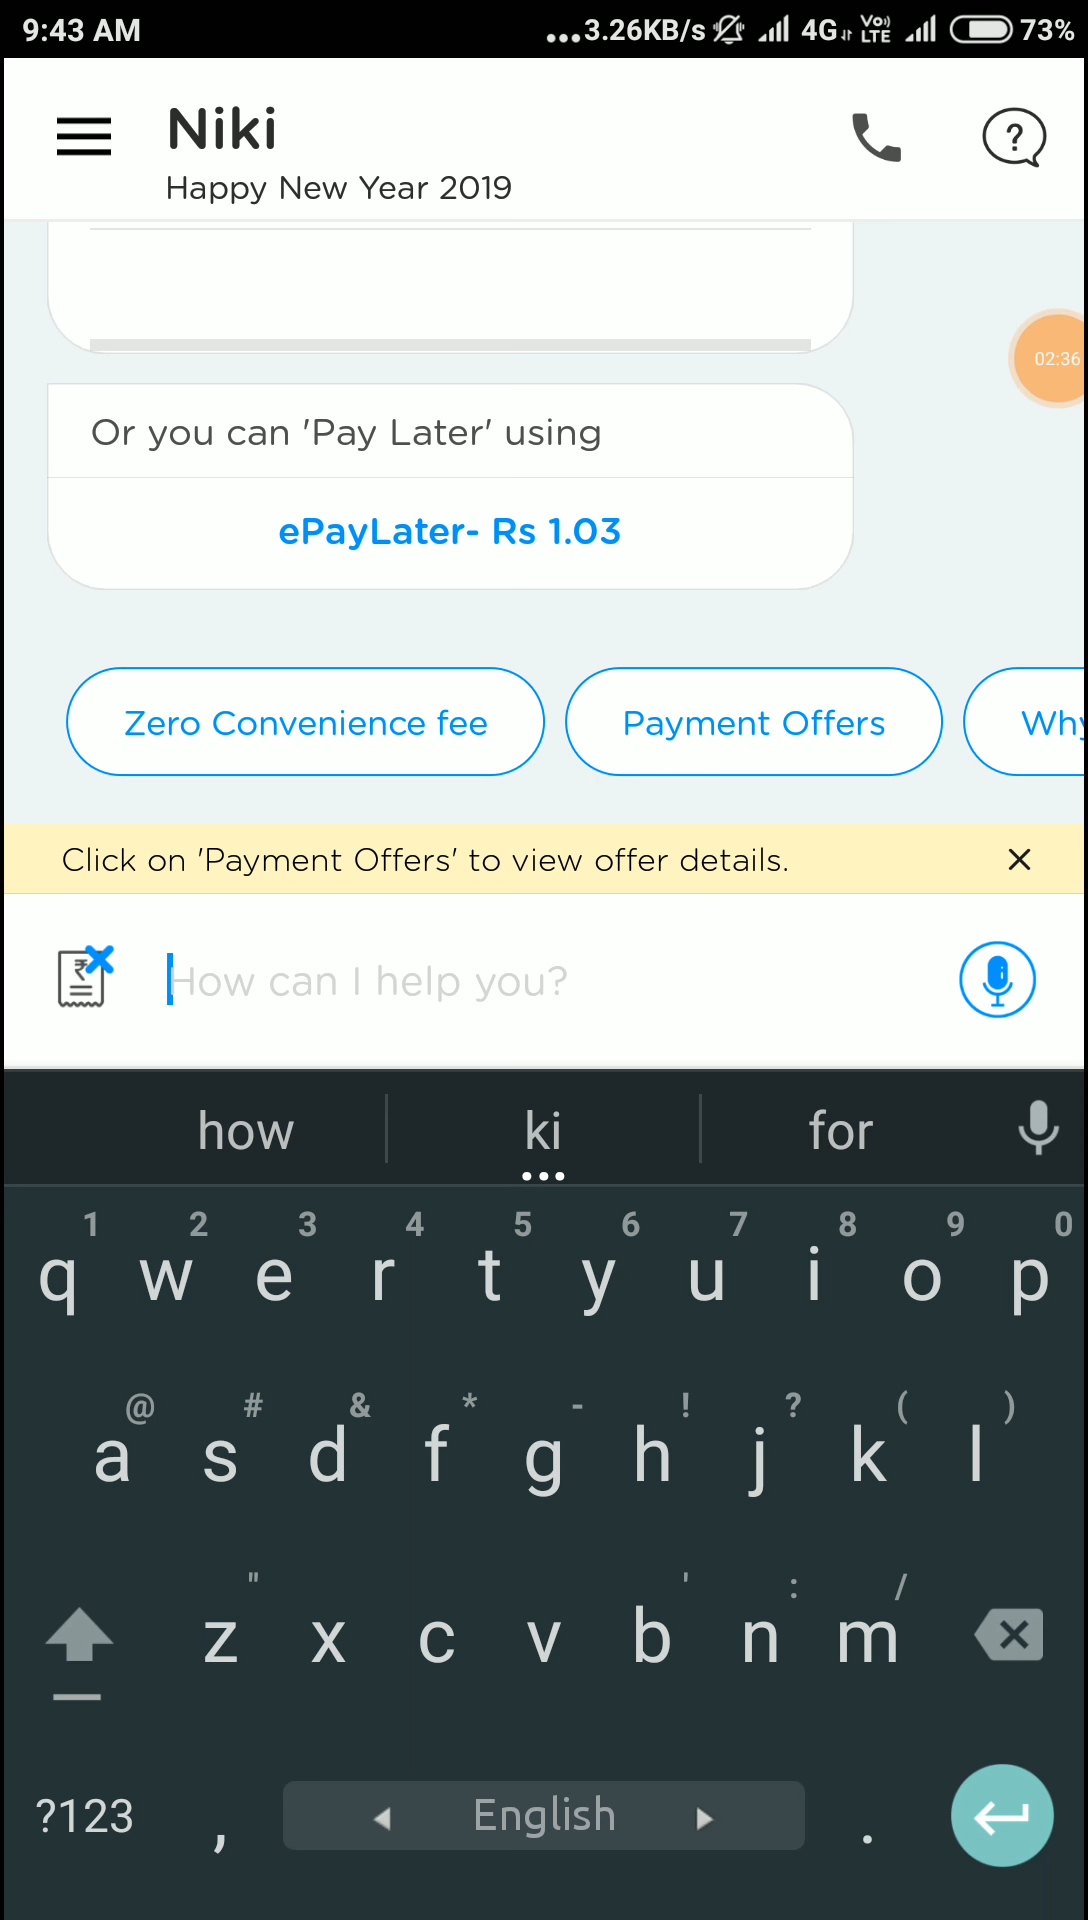 9:43 AM
...3.26KB/s 4G Vo)) LTE 73%
Niki
Happy New Year 2019
?
02:36
Or you can 'Pay Later' using
ePayLater- Rs 1.03
Zero Convenience fee
Payment Offers
Why
Click on 'Payment Offers' to view offer details.
₹
How can I help you?
how
ki
for
1 2 3 4 5 6 7 8 9 0
q w e r t y u i o p
@ # & * - ! ? ( )
a s d f g h j k l
" ' : /
z x c v b n m
?123 , English .